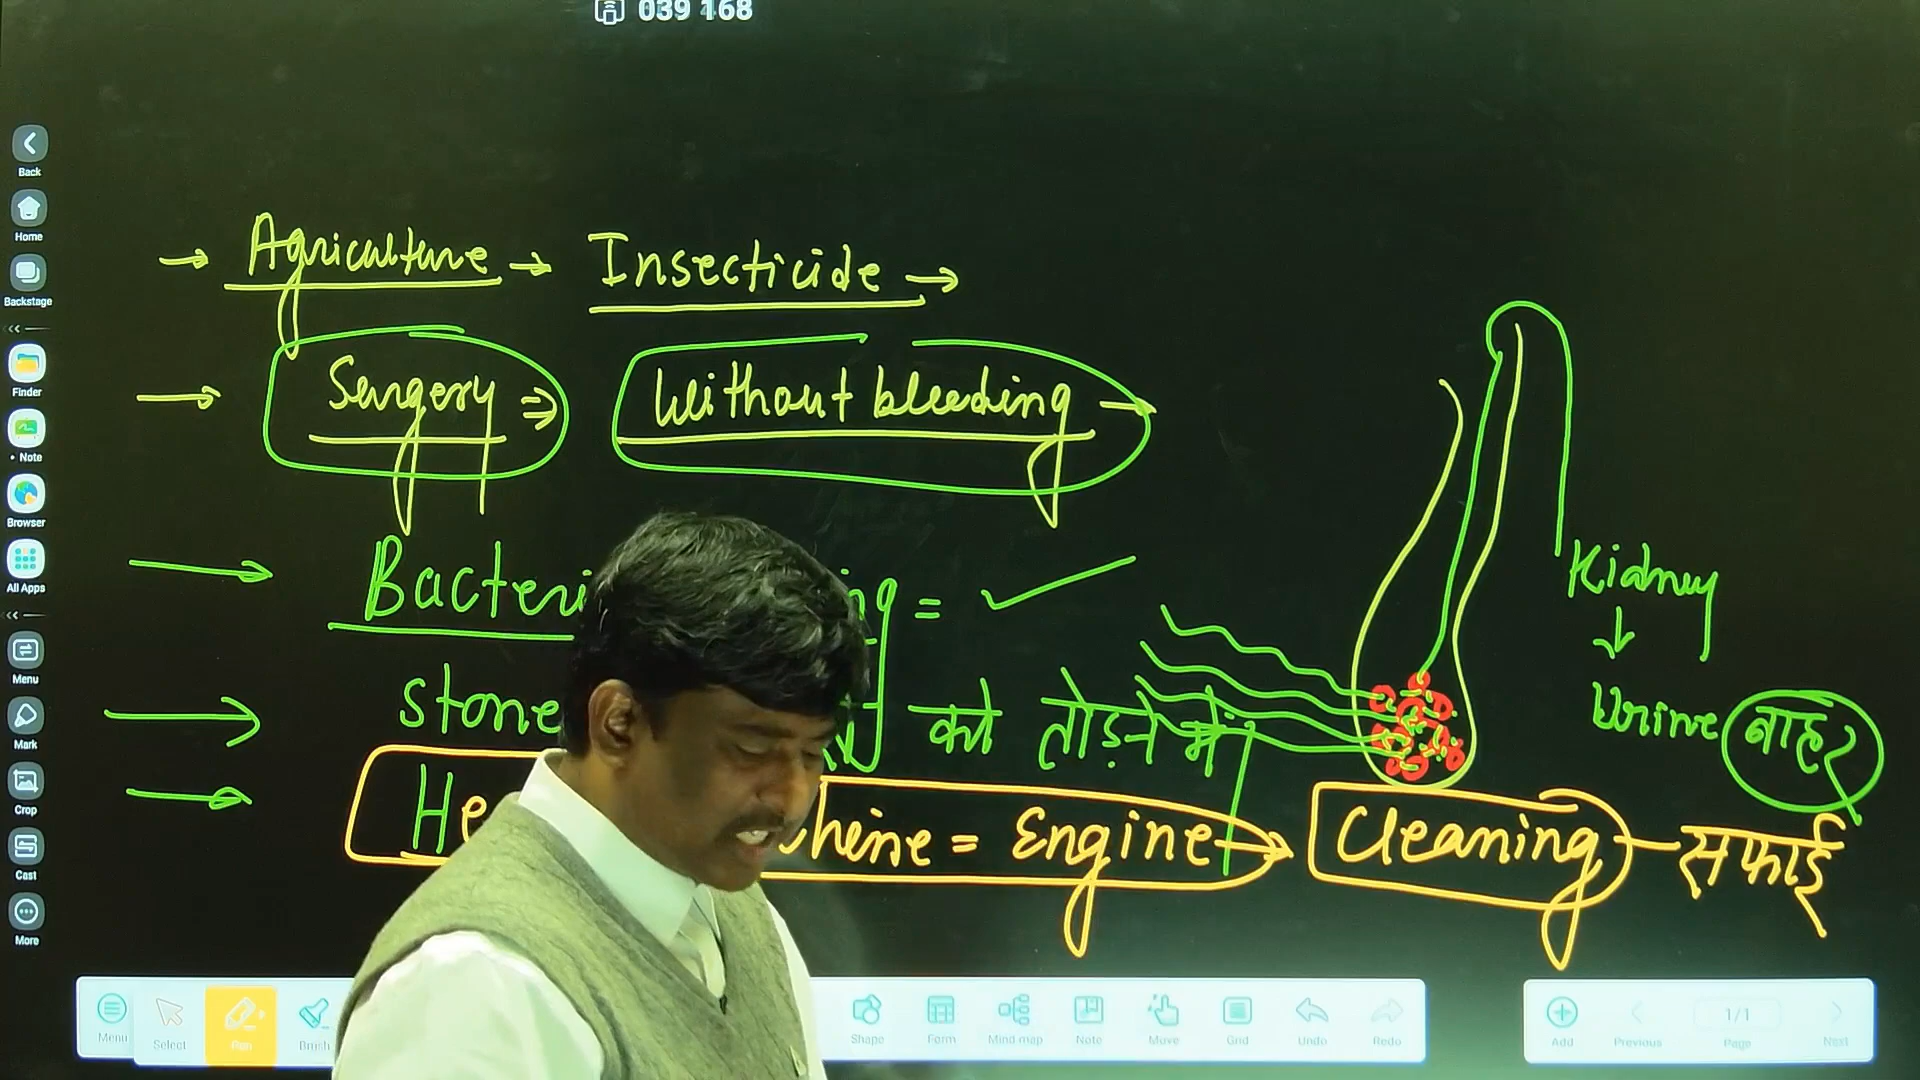 039 168
Back
Home
Backstage
Finder
Note
Browser
All Apps
Menu
Mark
Crop
Cast
More
→ Agriculture → Insecticide →
→ Surgery ⇒ Without bleeding →
→ Bacteri
=
→ stone को तोड़ने में
→ He hine = Engine → Cleaning - सफाई
Kidney
↓
Urine बाहर
Menu Select Pen Brush Shape Form Mind map Note Move Grid Undo Redo
Add Previous 1/1 Page Next